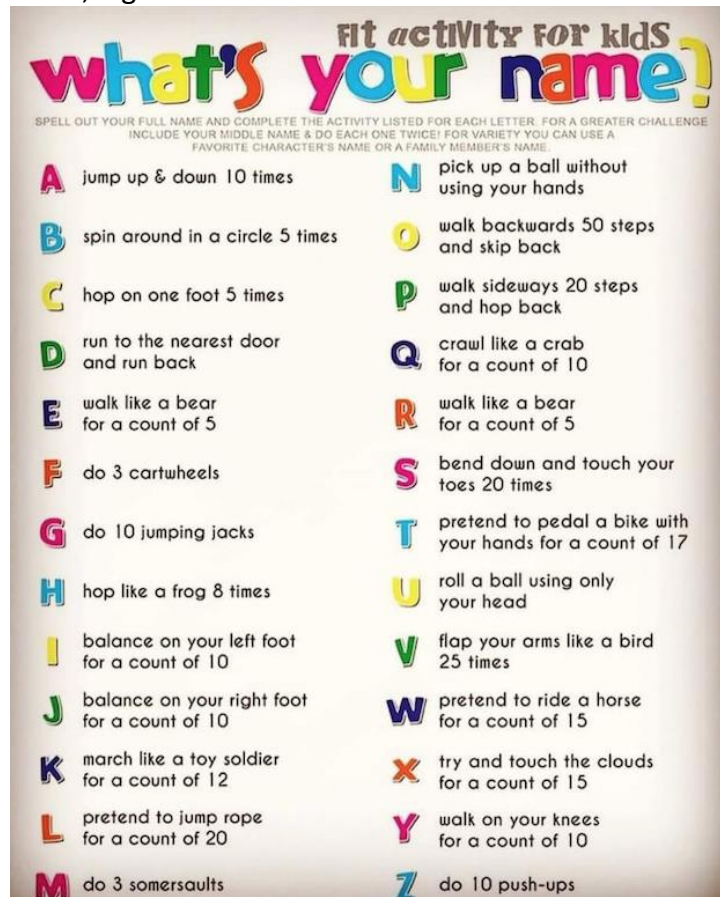 FIT activity FOR kids
what's your name?
SPELL OUT YOUR FULL NAME AND COMPLETE THE ACTIVITY LISTED FOR EACH LETTER. FOR A GREATER CHALLENGE
INCLUDE YOUR MIDDLE NAME & DO EACH ONE TWICE! FOR VARIETY YOU CAN USE A
FAVORITE CHARACTER'S NAME OR A FAMILY MEMBER'S NAME.
A jump up & down 10 times
B spin around in a circle 5 times
C hop on one foot 5 times
D run to the nearest door
and run back
E walk like a bear
for a count of 5
F do 3 cartwheels
G do 10 jumping jacks
H hop like a frog 8 times
I balance on your left foot
for a count of 10
J balance on your right foot
for a count of 10
K march like a toy soldier
for a count of 12
L pretend to jump rope
for a count of 20
M do 3 somersaults
N pick up a ball without
using your hands
O walk backwards 50 steps
and skip back
P walk sideways 20 steps
and hop back
Q crawl like a crab
for a count of 10
R walk like a bear
for a count of 5
S bend down and touch your
toes 20 times
T pretend to pedal a bike with
your hands for a count of 17
U roll a ball using only
your head
V flap your arms like a bird
25 times
W pretend to ride a horse
for a count of 15
X try and touch the clouds
for a count of 15
Y walk on your knees
for a count of 10
Z do 10 push-ups